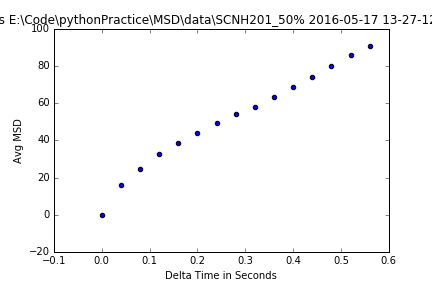 s E:\Code\pythonPractice\MSD\data\SCNH201_50% 2016-05-17 13-27-12
100
80
60
40
20
0
−20
Avg MSD
−0.1 0.0 0.1 0.2 0.3 0.4 0.5 0.6
Delta Time in Seconds